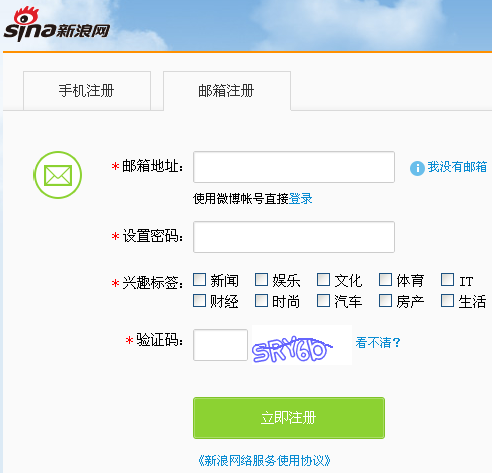 sina新浪网
手机注册 邮箱注册
*邮箱地址: 我没有邮箱
使用微博帐号直接登录
*设置密码:
*兴趣标签: 新闻 娱乐 文化 体育 IT
财经 时尚 汽车 房产 生活
*验证码: SRY6D 看不清?
立即注册
《新浪网络服务使用协议》